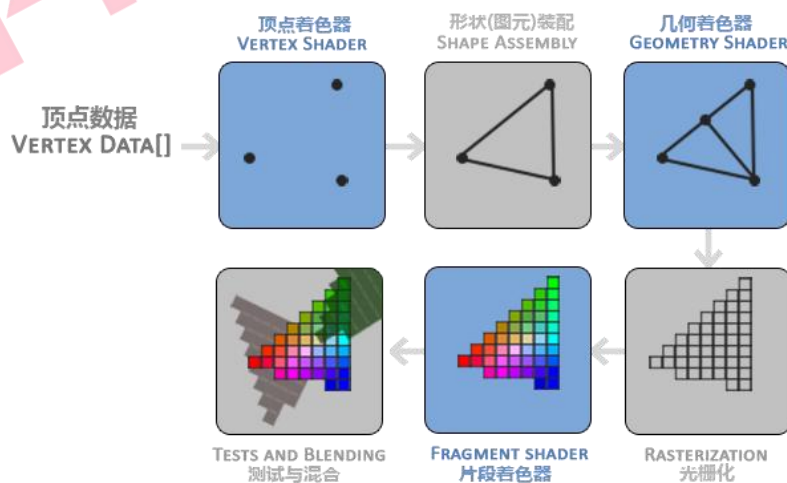 顶点数据
VERTEX DATA[]
顶点着色器
VERTEX SHADER
形状(图元)装配
SHAPE ASSEMBLY
几何着色器
GEOMETRY SHADER
TESTS AND BLENDING
测试与混合
FRAGMENT SHADER
片段着色器
RASTERIZATION
光栅化